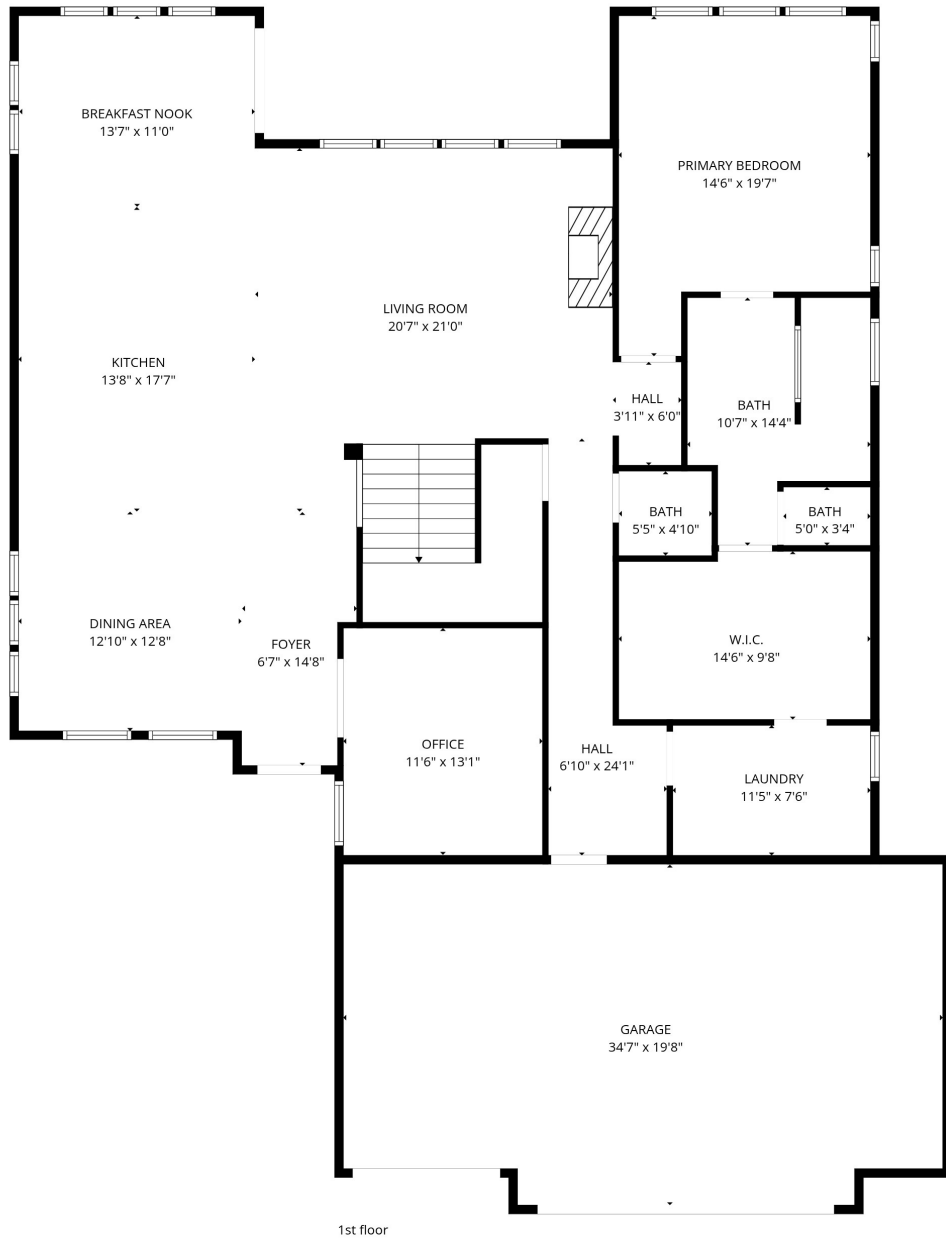 BREAKFAST NOOK
13'7" x 11'0"
PRIMARY BEDROOM
14'6" x 19'7"
LIVING ROOM
20'7" x 21'0"
KITCHEN
13'8" x 17'7"
HALL
3'11" x 6'0"
BATH
10'7" x 14'4"
BATH
5'5" x 4'10"
BATH
5'0" x 3'4"
DINING AREA
12'10" x 12'8"
FOYER
6'7" x 14'8"
W.I.C.
14'6" x 9'8"
OFFICE
11'6" x 13'1"
HALL
6'10" x 24'1"
LAUNDRY
11'5" x 7'6"
GARAGE
34'7" x 19'8"
1st floor